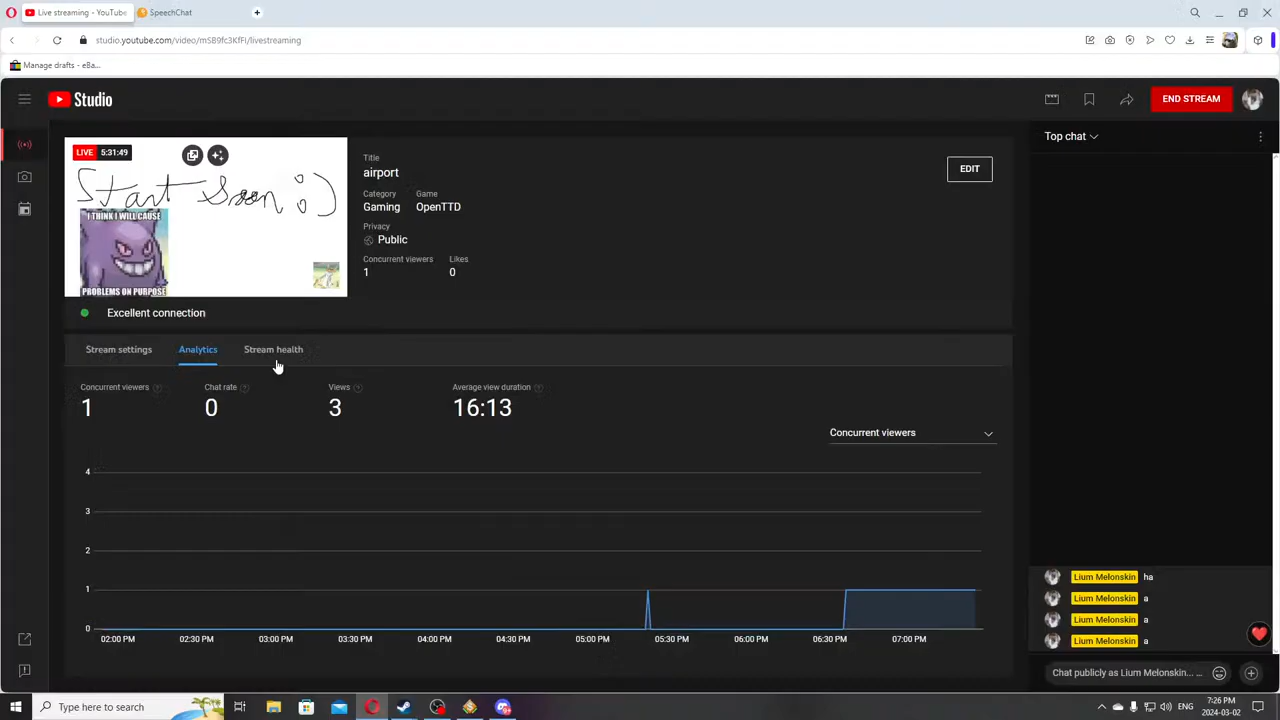 Live streaming - YouTube
SpeechChat
studio.youtube.com/video/mSB9fc3KfFI/livestreaming
Manage drafts - eBa...
Studio
END STREAM
LIVE 5:31:49
Start Soon :)
I THINK I WILL CAUSE
PROBLEMS ON PURPOSE
Title
airport
EDIT
Category Game
Gaming OpenTTD
Privacy
Public
Concurrent viewers Likes
1 0
Excellent connection
Stream settings Analytics Stream health
Concurrent viewers Chat rate Views Average view duration
1 0 3 16:13
Concurrent viewers
4
3
2
1
0
02:00 PM 02:30 PM 03:00 PM 03:30 PM 04:00 PM 04:30 PM 05:00 PM 05:30 PM 06:00 PM 06:30 PM 07:00 PM
Top chat
Lium Melonskin ha
Lium Melonskin a
Lium Melonskin a
Lium Melonskin a
Chat publicly as Lium Melonskin... ...
Type here to search
7:26 PM
2024-03-02